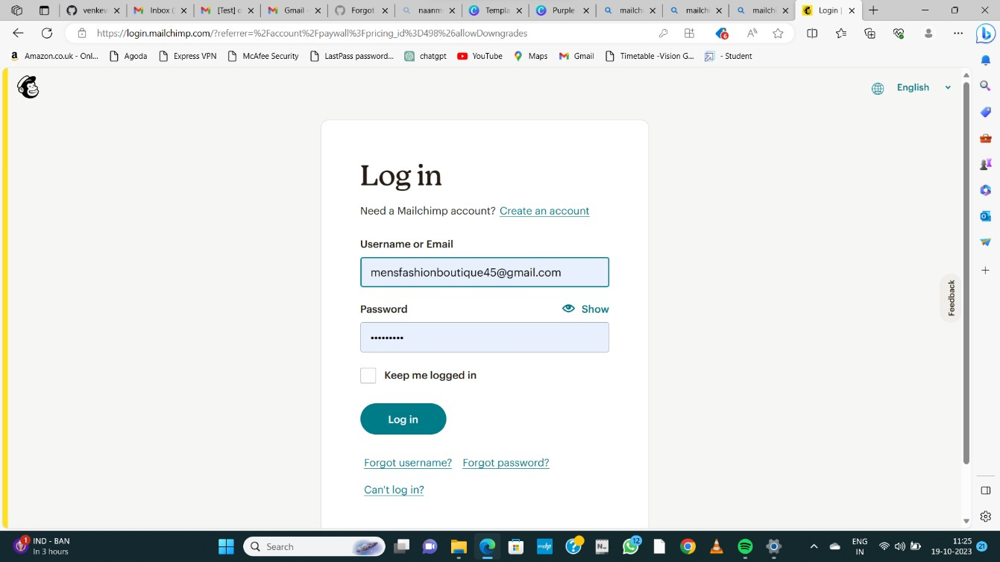 venkev
Inbox (
[Test] o
Gmail -
Forgot
naanm
Templa
Purple
mailch
mailch
mailch
Login |
https://login.mailchimp.com/?referrer=%2Faccount%2Fpaywall%3Fpricing_id%3D498%26allowDowngrades
6
Amazon.co.uk - Onl...
Agoda
Express VPN
McAfee Security
LastPass password...
chatgpt
YouTube
Maps
Gmail
Timetable -Vision G...
- Student
English
Log in
Need a Mailchimp account? Create an account
Username or Email
mensfashionboutique45@gmail.com
Password
Show
•••••••••
Keep me logged in
Log in
Forgot username? Forgot password?
Can't log in?
Feedback
1
IND - BAN
In 3 hours
Search
12
ENG
IN
11:25
19-10-2023
21